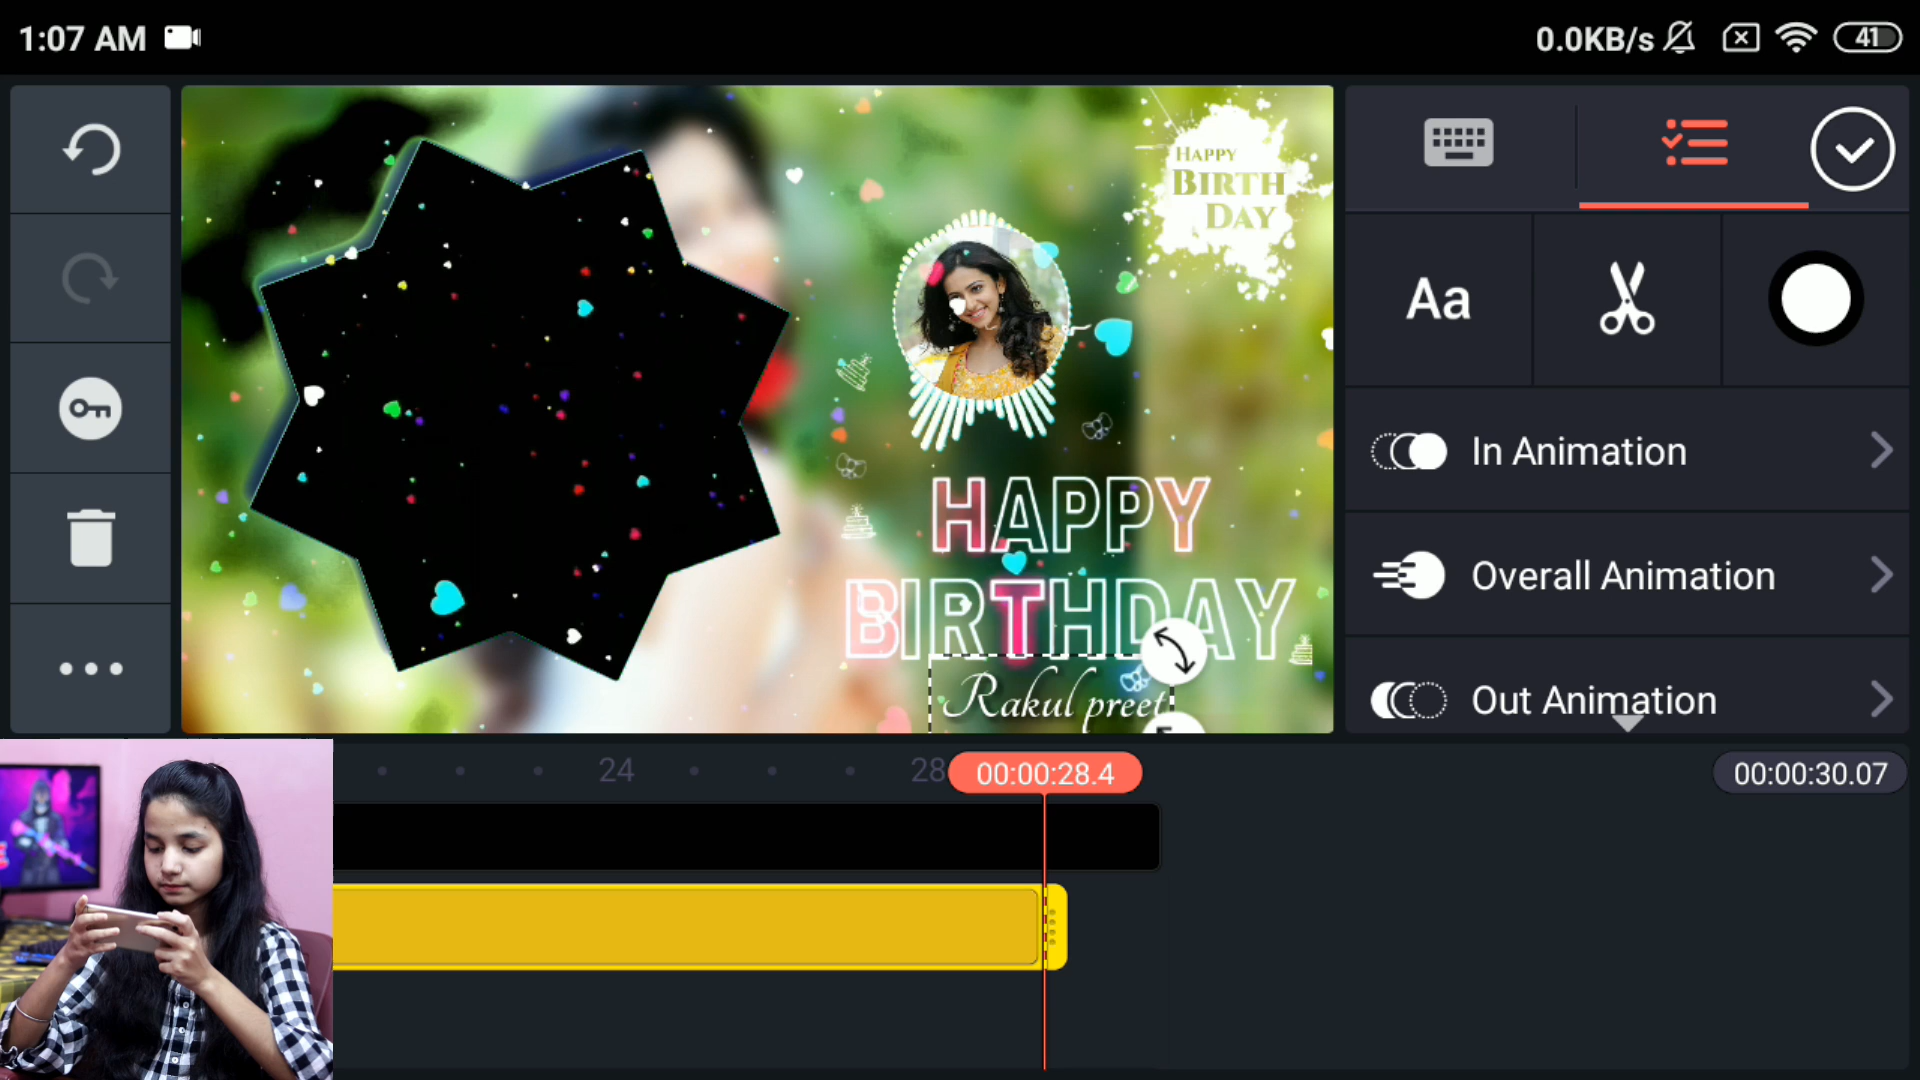 1:07 AM
0.0KB/s
41
HAPPY
BIRTH
DAY
HAPPY
BIRTHDAY
Rakul preet
Aa
In Animation
Overall Animation
Out Animation
24
28
00:00:28.4
00:00:30.07